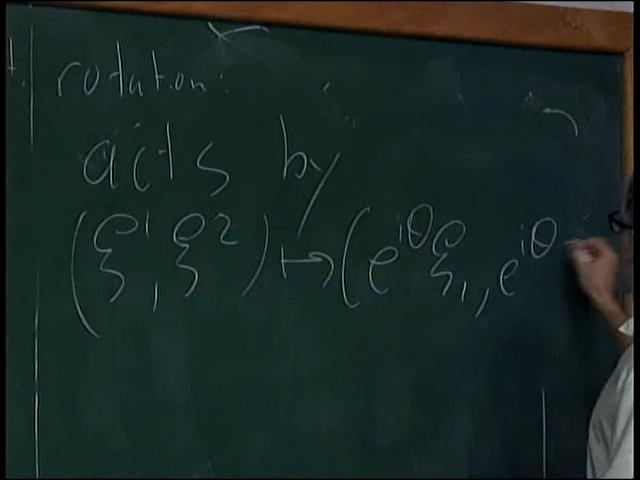 rotation:
acts by
(ξ¹, ξ²) ↦ (e^{iθ}ξ₁, e^{iθ}